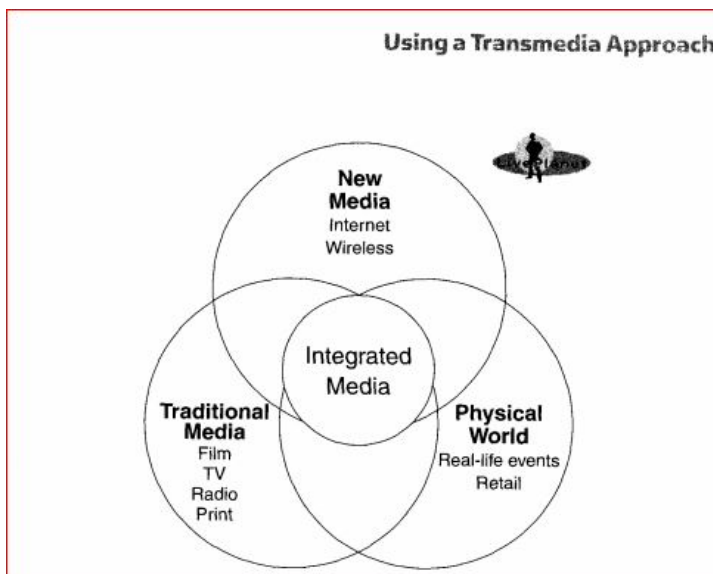 Using a Transmedia Approach
LivePlanet
New
Media
Internet
Wireless
Integrated
Media
Traditional
Media
Film
TV
Radio
Print
Physical
World
Real-life events
Retail